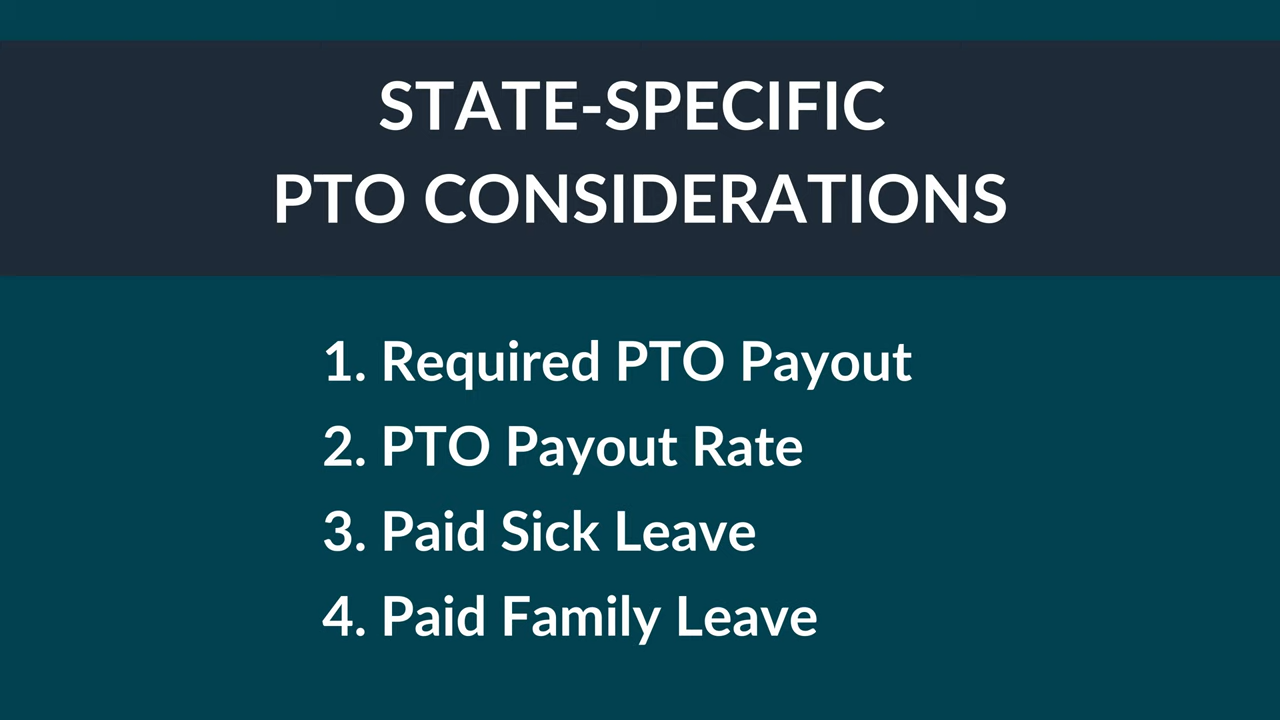 STATE-SPECIFIC
PTO CONSIDERATIONS
1. Required PTO Payout
2. PTO Payout Rate
3. Paid Sick Leave
4. Paid Family Leave